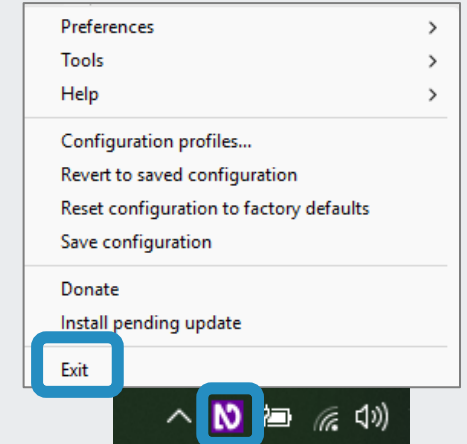 Preferences
Tools
Help
Configuration profiles...
Revert to saved configuration
Reset configuration to factory defaults
Save configuration
Donate
Install pending update
Exit